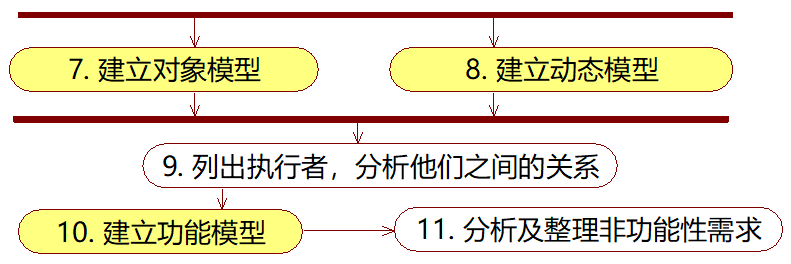 7. 建立对象模型
8. 建立动态模型
9. 列出执行者，分析他们之间的关系
10. 建立功能模型
11. 分析及整理非功能性需求